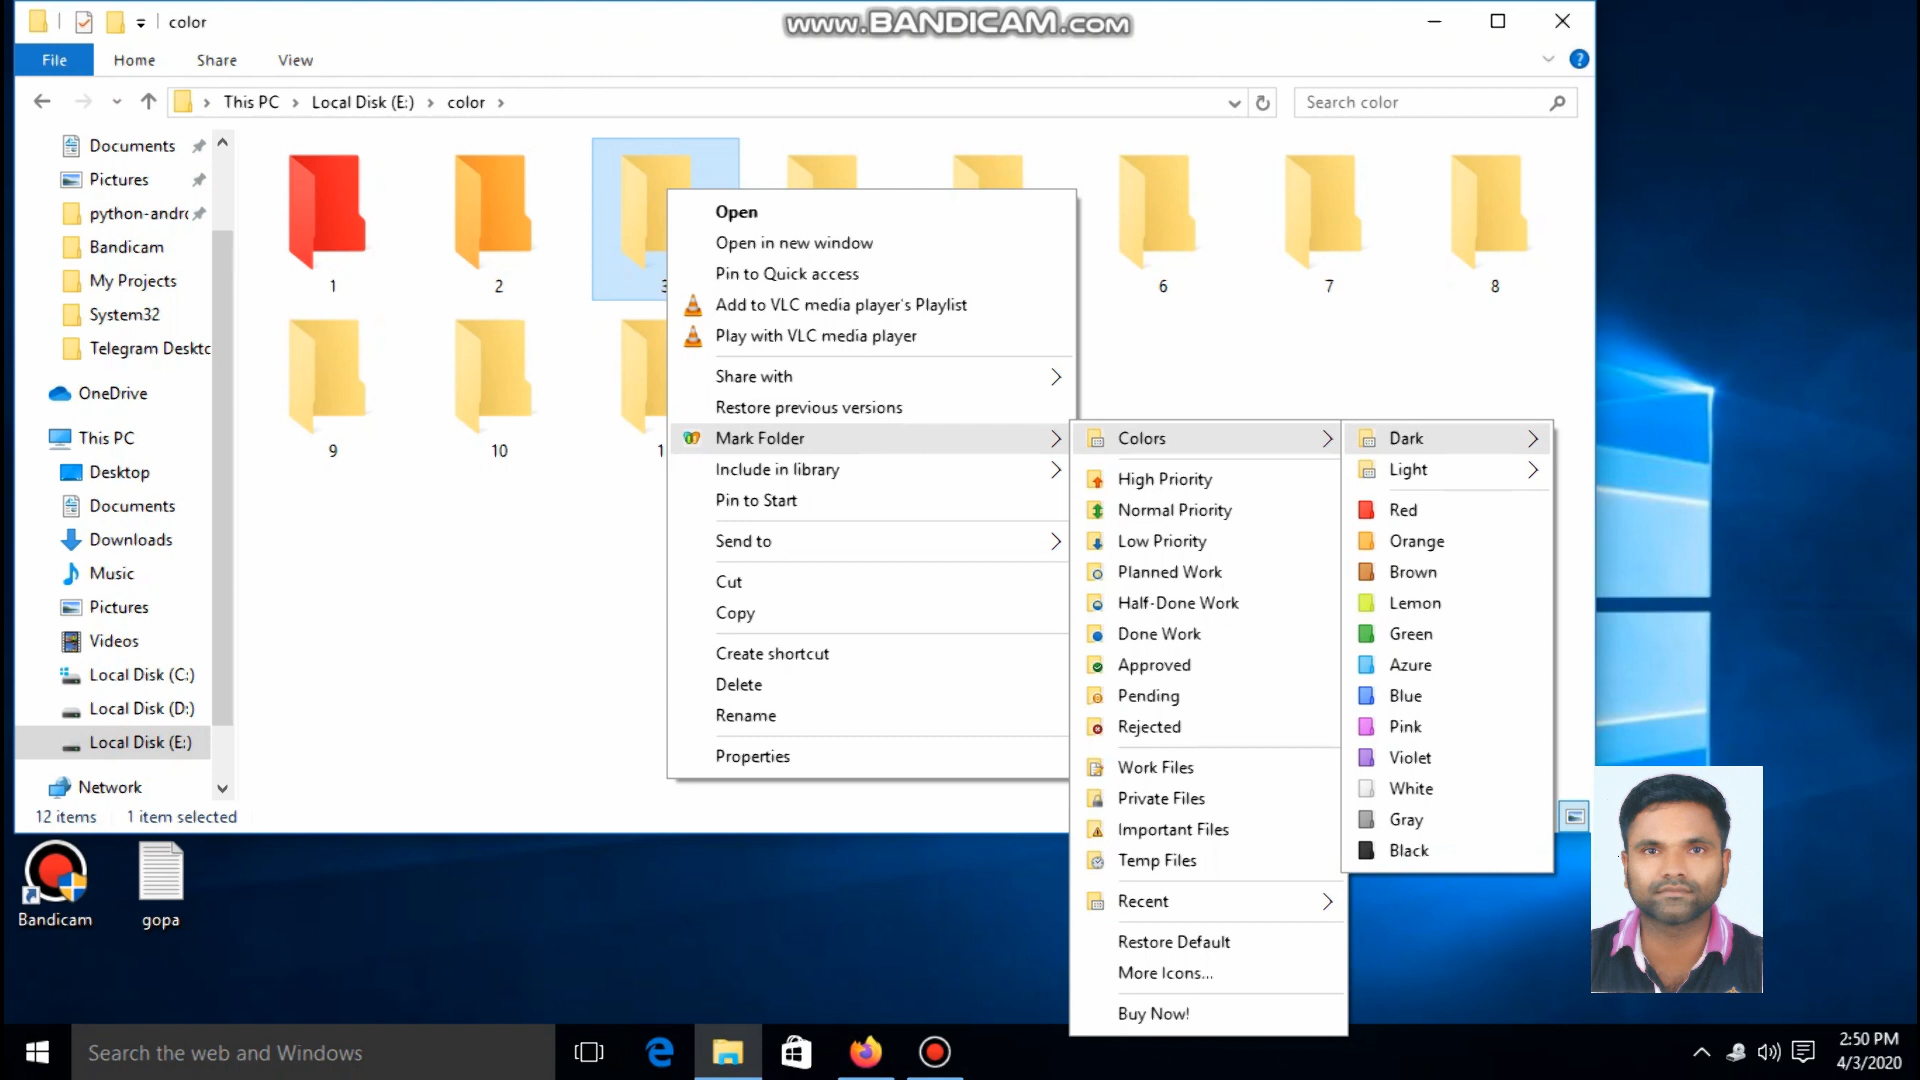 color
www.BANDICAM.com
File
Home
Share
View
This PC
Local Disk (E:)
color
Search color
Documents
Pictures
python-andro
Bandicam
My Projects
System32
Telegram Deskto
OneDrive
This PC
Desktop
Documents
Downloads
Music
Pictures
Videos
Local Disk (C:)
Local Disk (D:)
Local Disk (E:)
Network
12 items
1 item selected
1
2
3
6
7
8
9
10
1
Open
Open in new window
Pin to Quick access
Add to VLC media player's Playlist
Play with VLC media player
Share with
Restore previous versions
Mark Folder
Include in library
Pin to Start
Send to
Cut
Copy
Create shortcut
Delete
Rename
Properties
Colors
High Priority
Normal Priority
Low Priority
Planned Work
Half-Done Work
Done Work
Approved
Pending
Rejected
Work Files
Private Files
Important Files
Temp Files
Recent
Restore Default
More Icons...
Buy Now!
Dark
Light
Red
Orange
Brown
Lemon
Green
Azure
Blue
Pink
Violet
White
Gray
Black
Bandicam
gopa
Search the web and Windows
2:50 PM
4/3/2020